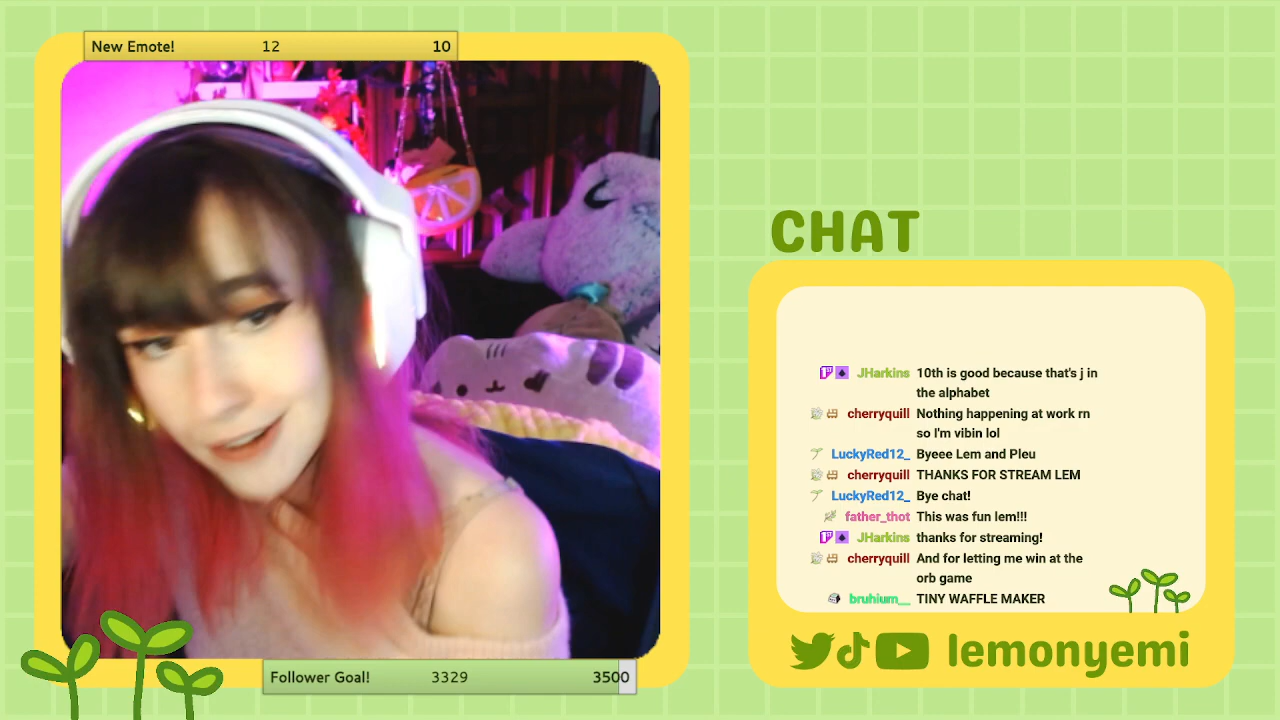 New Emote! 12 10
CHAT
JHarkins 10th is good because that's j in
the alphabet
cherryquill Nothing happening at work rn
so I'm vibin lol
LuckyRed12_ Byeee Lem and Pleu
cherryquill THANKS FOR STREAM LEM
LuckyRed12_ Bye chat!
father_thot This was fun lem!!!
JHarkins thanks for streaming!
cherryquill And for letting me win at the
orb game
bruhium__ TINY WAFFLE MAKER
lemonyemi
Follower Goal! 3329 3500